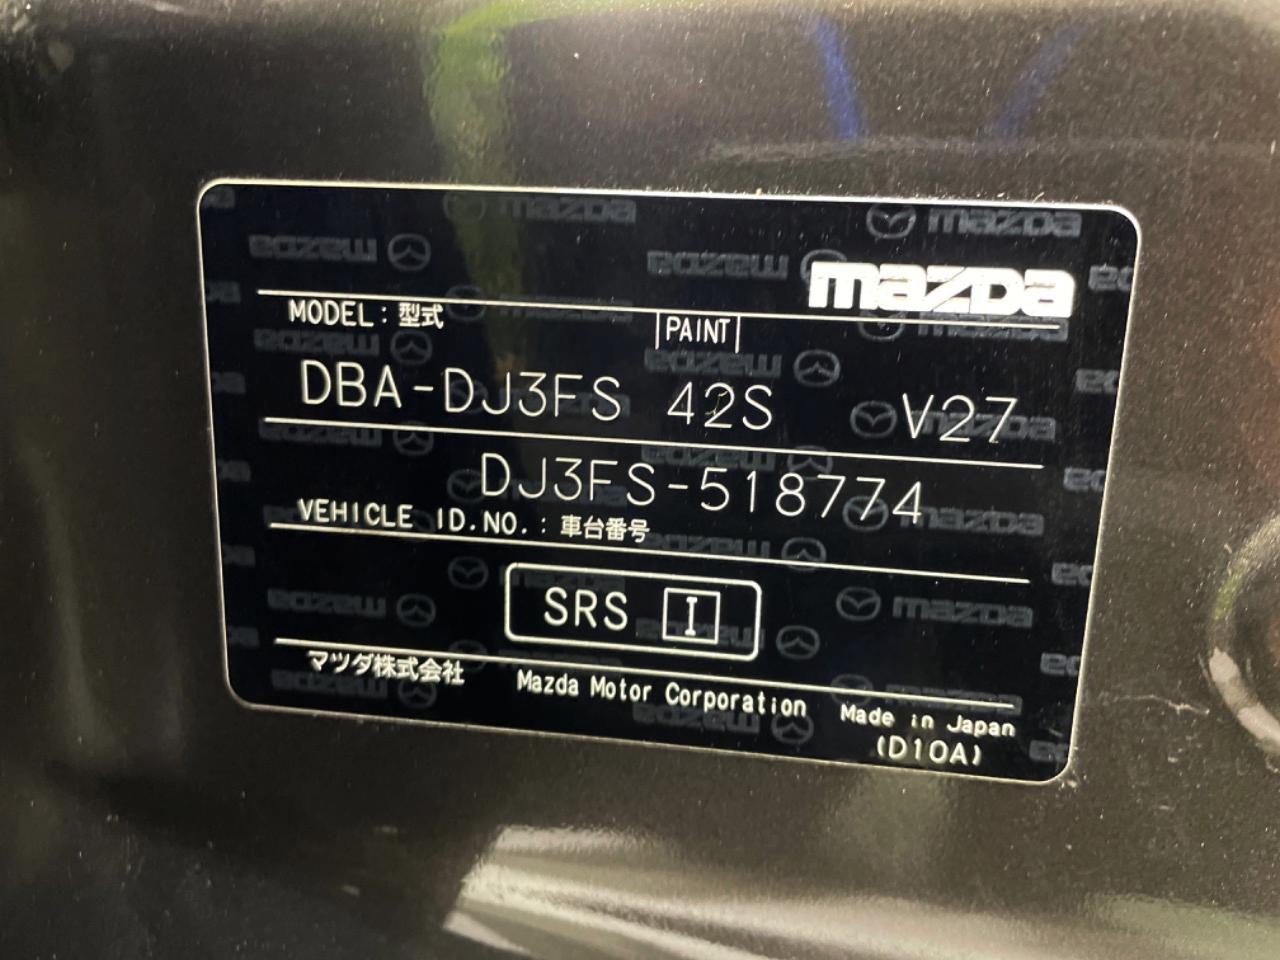 mazda
MODEL : 型式 PAINT
DBA-DJ3FS 42S V27
DJ3FS-518774
VEHICLE ID.NO. : 車台番号
SRS I
マツダ株式会社 Mazda Motor Corporation Made in Japan
(D10A)